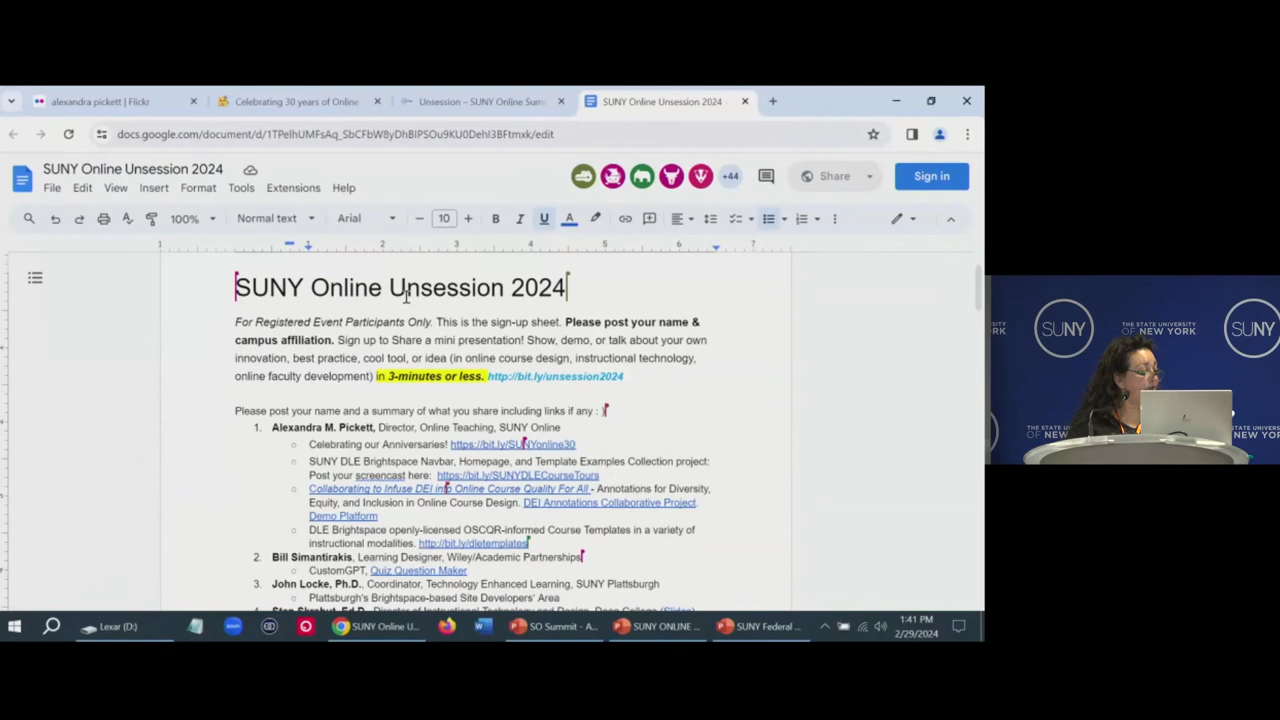 alexandra pickett | Flickr
Celebrating 30 years of Online
Unsession – SUNY Online Sum
SUNY Online Unsession 2024 -
docs.google.com/document/d/1TPelhUMFsAq_SbCFbW8yDhBIPSOu9KU0DehI3BFtmxk/edit
SUNY Online Unsession 2024
+44
Share
Sign in
File Edit View Insert Format Tools Extensions Help
100% Normal text Arial 10 B I U A
1 1 2 3 4 5 6 7
SUNY Online Unsession 2024
For Registered Event Participants Only. This is the sign-up sheet. Please post your name &
campus affiliation. Sign up to Share a mini presentation! Show, demo, or talk about your own
innovation, best practice, cool tool, or idea (in online course design, instructional technology,
online faculty development) in 3-minutes or less. http://bit.ly/unsession2024
Please post your name and a summary of what you share including links if any : )
1. Alexandra M. Pickett, Director, Online Teaching, SUNY Online
Celebrating our Anniversaries! https://bit.ly/SUNYonline30
SUNY DLE Brightspace Navbar, Homepage, and Template Examples Collection project:
Post your screencast here: https://bit.ly/SUNYDLECourseTours
Collaborating to Infuse DEI into Online Course Quality For All - Annotations for Diversity,
Equity, and Inclusion in Online Course Design. DEI Annotations Collaborative Project.
Demo Platform
DLE Brightspace openly-licensed OSCQR-informed Course Templates in a variety of
instructional modalities. http://bit.ly/dletemplates
2. Bill Simantirakis, Learning Designer, Wiley/Academic Partnerships
CustomGPT, Quiz Question Maker
3. John Locke, Ph.D., Coordinator, Technology Enhanced Learning, SUNY Plattsburgh
Plattsburgh's Brightspace-based Site Developers' Area
Lexar (D:)
SUNY Online U...
SO Summit - A...
SUNY ONLINE ...
SUNY Federal ...
1:41 PM
2/29/2024
SUNY
THE STATE UNIVERSITY
OF NEW YORK
SUNY